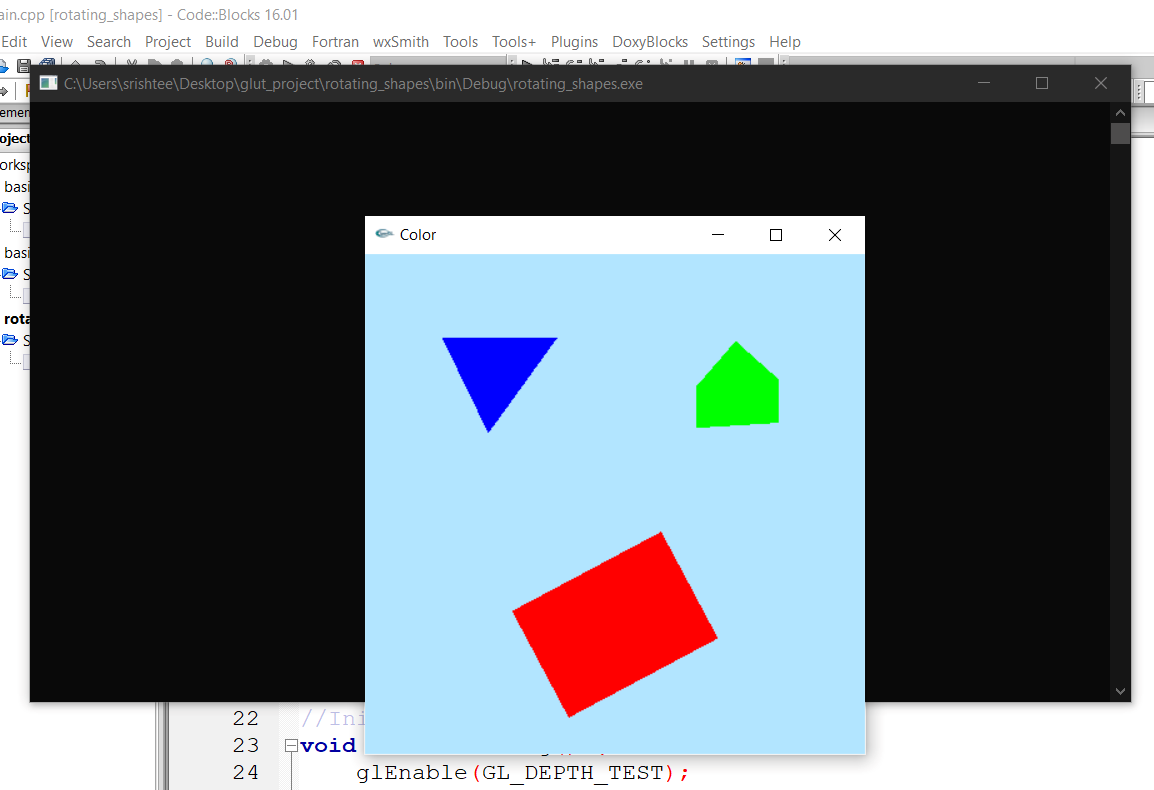 ain.cpp [rotating_shapes] - Code::Blocks 16.01
Edit View Search Project Build Debug Fortran wxSmith Tools Tools+ Plugins DoxyBlocks Settings Help
C:\Users\srishtee\Desktop\glut_project\rotating_shapes\bin\Debug\rotating_shapes.exe
emen
oject
orksp
basi
S
basi
S
rota
S
Color
22 //Ini
23 void
24 glEnable(GL_DEPTH_TEST);